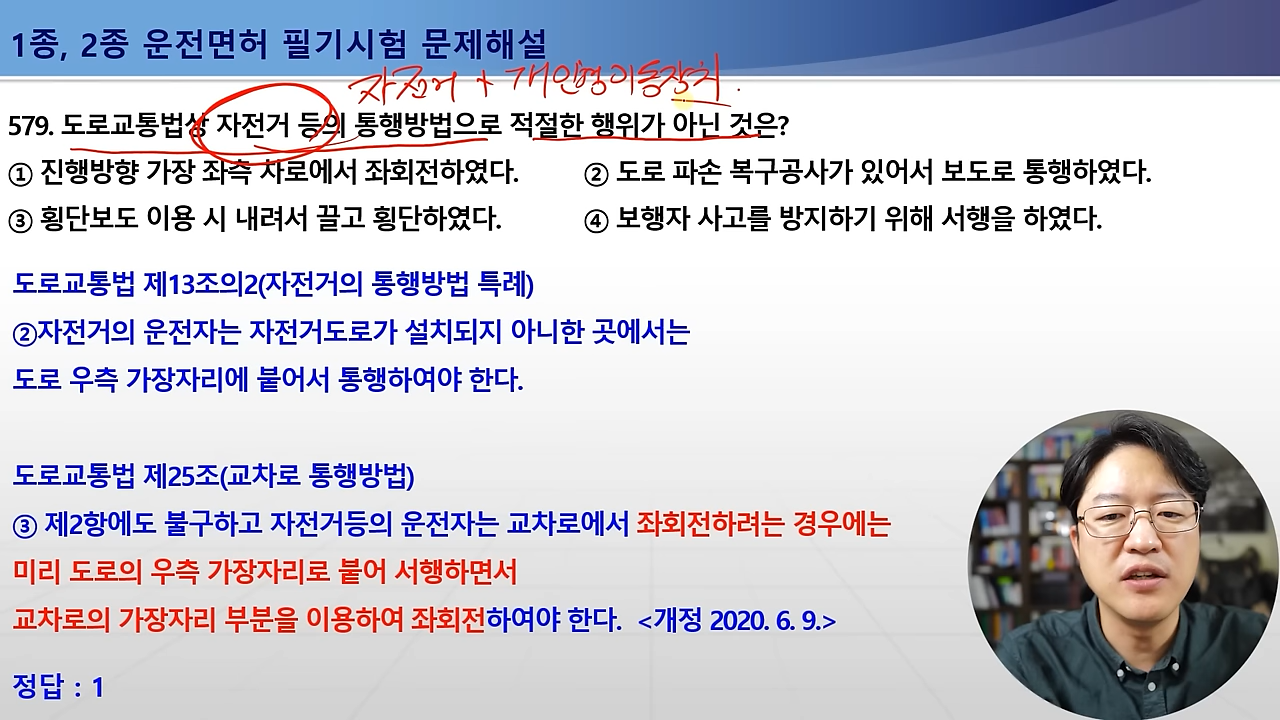 1종, 2종 운전면허 필기시험 문제해설
자전거 + 개인형이동장치.
579. 도로교통법상 자전거 등의 통행방법으로 적절한 행위가 아닌 것은?
① 진행방향 가장 좌측 차로에서 좌회전하였다. ② 도로 파손 복구공사가 있어서 보도로 통행하였다.
③ 횡단보도 이용 시 내려서 끌고 횡단하였다. ④ 보행자 사고를 방지하기 위해 서행을 하였다.
도로교통법 제13조의2(자전거의 통행방법 특례)
②자전거의 운전자는 자전거도로가 설치되지 아니한 곳에서는
도로 우측 가장자리에 붙어서 통행하여야 한다.
도로교통법 제25조(교차로 통행방법)
③ 제2항에도 불구하고 자전거등의 운전자는 교차로에서 좌회전하려는 경우에는
미리 도로의 우측 가장자리로 붙어 서행하면서
교차로의 가장자리 부분을 이용하여 좌회전하여야 한다. <개정 2020. 6. 9.>
정답 : 1